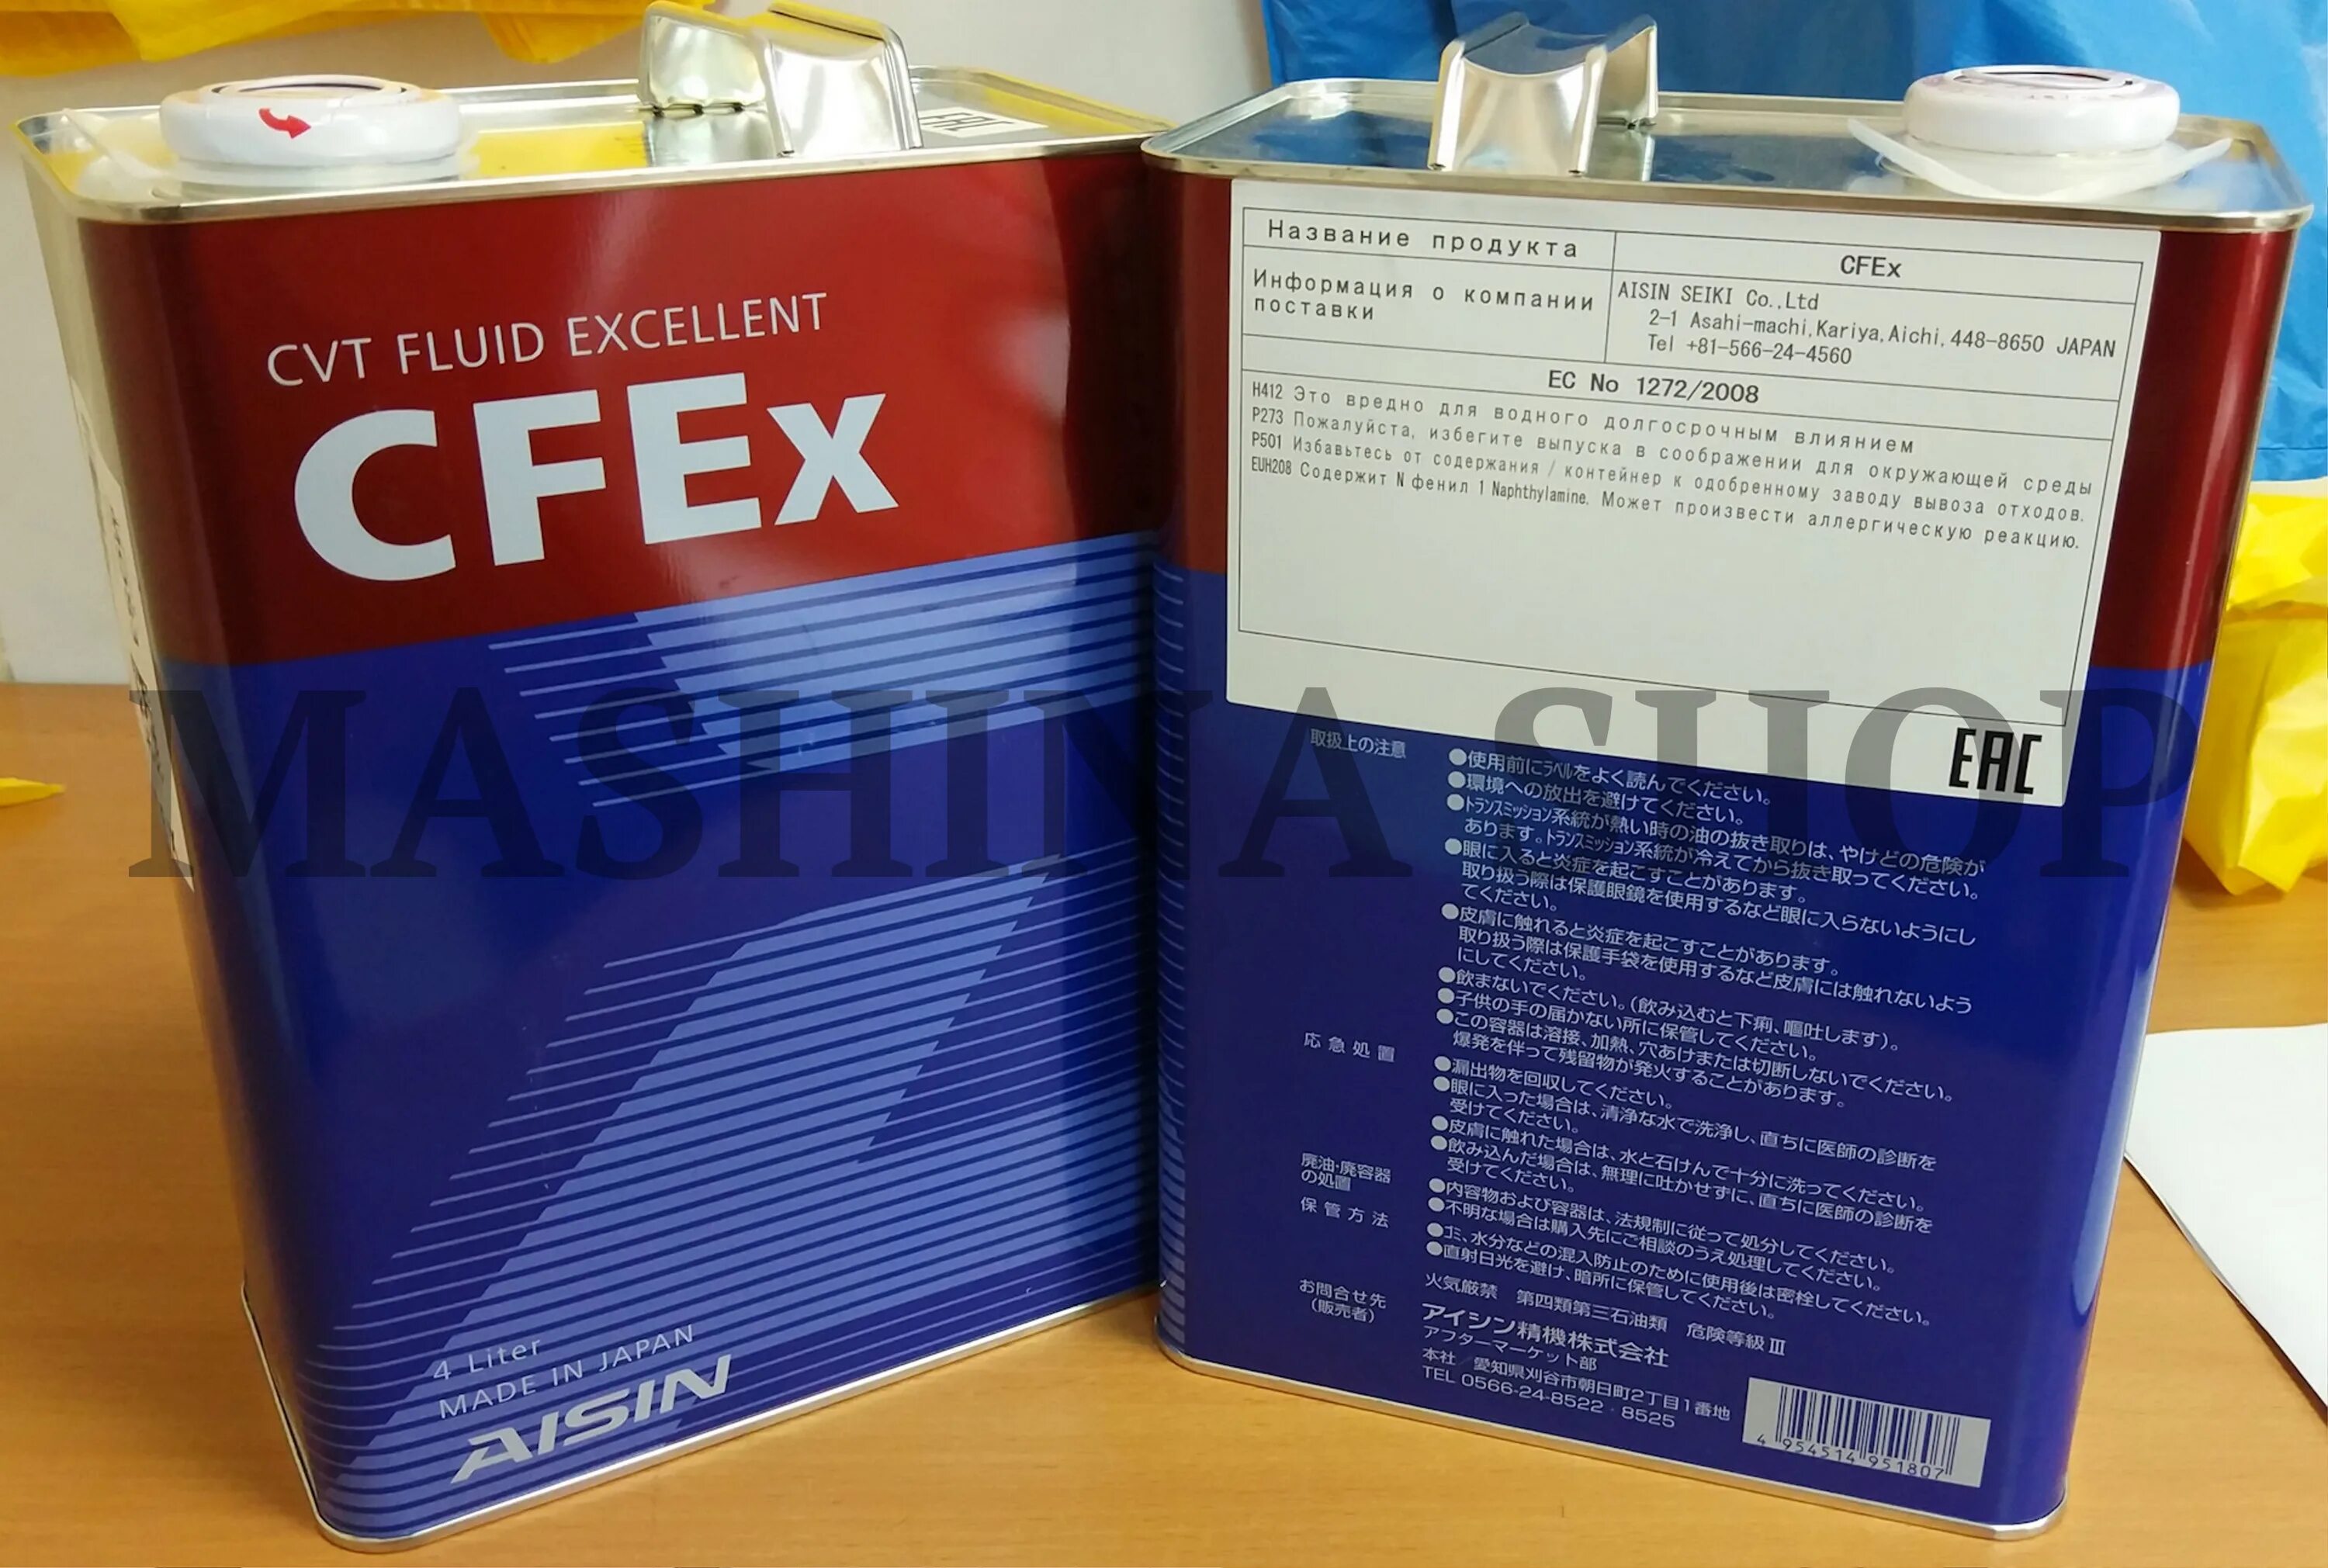 CVT FLUID EXCELLENT
CFEx
4 Liter
MADE IN JAPAN
AISIN
EAC
Название продукта
CFEx
Информация о компании
поставки
AISIN SEIKI Co.,Ltd
2-1 Asahi-machi,Kariya,Aichi,448-8650 JAPAN
Tel +81-566-24-4560
EC No 1272/2008
H412 Это вредно для водного долгосрочным влиянием
P273 Пожалуйста, избегите выпуска в соображении для окружающей среды
P501 Избавьтесь от содержания / контейнер к одобренному заводу вывоза отходов.
EUH208 Содержит N фенил 1 Naphthylamine. Может произвести аллергическую реакцию.
EAC
取扱上の注意
●使用前にラベルをよく読んでください。
●環境への放出を避けてください。
●トランスミッション系統が熱い時の油の抜き取りは、やけどの危険が
あります。トランスミッション系統が冷えてから抜き取ってください。
●眼に入ると炎症を起こすことがあります。
取り扱う際は保護眼鏡を使用するなど眼に入らないようにし
てください。
●皮膚に触れると炎症を起こすことがあります。
取り扱う際は保護手袋を使用するなど皮膚には触れないよう
にしてください。
●飲まないでください。(飲み込むと下痢、嘔吐します)。
●子供の手の届かない所に保管してください。
●この容器は溶接、加熱、穴あけまたは切断しないでください。
爆発を伴って残留物が発火することがあります。
応急処置
●漏出物を回収してください。
●眼に入った場合は、清浄な水で洗浄し、直ちに医師の診断を
受けてください。
●皮膚に触れた場合は、水と石けんで十分に洗ってください。
●飲み込んだ場合は、無理に吐かせずに、直ちに医師の診断を
受けてください。
廃油・廃容器
の処置
●内容物および容器は、法規制に従って処分してください。
●不明な場合は購入先にご相談のうえ処理してください。
保管方法
●ゴミ、水分などの混入防止のために使用後は密栓してください。
●直射日光を避け、暗所に保管してください。
火気厳禁 第四類第三石油類 危険等級Ⅲ
お問合せ先
(販売者)
アイシン精機株式会社
アフターマーケット部
本社 愛知県刈谷市朝日町2丁目1番地
TEL 0566-24-8522・8525
4 954514 951807
MASHINA SHOP